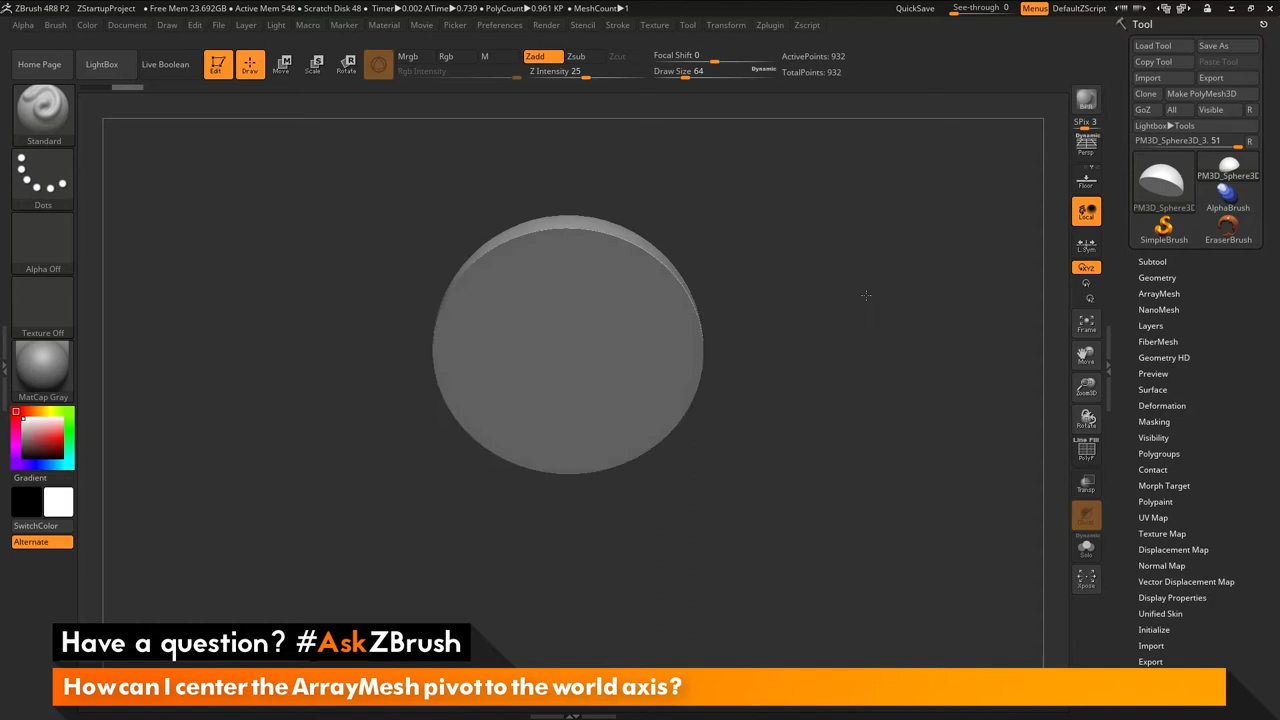 ZBrush 4R8 P2 ZStartupProject • Free Memory 23.692GB • Active Mem 548 • Scratch Disk 48 • Timer▶0.002 ATime▶0.739 • PolyCount▶0.961 KP • MeshCount▶1 QuickSave See-through 0 Menus DefaultZScript
Alpha Brush Color Document Draw Edit File Layer Light Macro Marker Material Movie Picker Preferences Render Stencil Stroke Texture Tool Transform Zplugin Zscript
Tool
Load Tool Save As
Copy Tool Paste Tool
Import Export
Clone Make PolyMesh3D
GoZ All Visible R
Lightbox▶Tools
PM3D_Sphere3D_3. 51 R
PM3D_Sphere3D
PM3D_Sphere3D AlphaBrush
SimpleBrush EraserBrush
Home Page LightBox Live Boolean Edit Draw Move Scale Rotate
Mrgb Rgb M Zadd Zsub Zcut
Rgb Intensity Z Intensity 25
Focal Shift 0
Draw Size 64 Dynamic
ActivePoints: 932
TotalPoints: 932
Standard
Dots
Alpha Off
Texture Off
MatCap Gray
Gradient
SwitchColor
Alternate
BPR
SPix 3
Dynamic
Persp
Floor
Local
L.Sym
XYZ
Frame
Move
Zoom3D
Rotate
Line Fill
PolyF
Transp
Ghost
Dynamic
Solo
Xpose
Subtool
Geometry
ArrayMesh
NanoMesh
Layers
FiberMesh
Geometry HD
Preview
Surface
Deformation
Masking
Visibility
Polygroups
Contact
Morph Target
Polypaint
UV Map
Texture Map
Displacement Map
Normal Map
Vector Displacement Map
Display Properties
Unified Skin
Initialize
Import
Export
Have a question? #AskZBrush
How can I center the ArrayMesh pivot to the world axis?